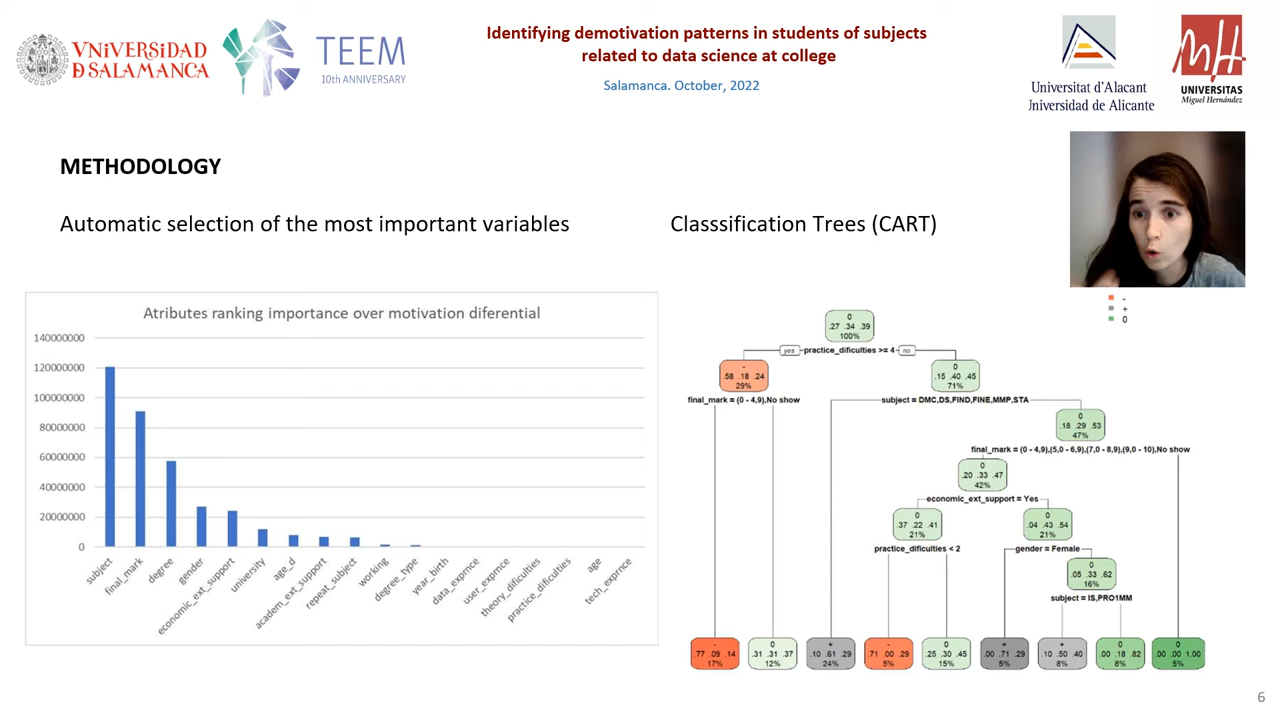 VNiVERSiDAD
D SALAMANCA
TEEM
10th ANNIVERSARY
Identifying demotivation patterns in students of subjects
related to data science at college
Salamanca. October, 2022
Universitat d'Alacant
Universidad de Alicante
UNIVERSITAS
Miguel Hernández
METHODOLOGY
Automatic selection of the most important variables
Classsification Trees (CART)
Atributes ranking importance over motivation diferential
140000000
120000000
100000000
80000000
60000000
40000000
20000000
0
subject
final_mark
degree
gender
economic_ext_support
university
age_d
academ_ext_support
repeat_subject
working
degree_type
year_birth
data_exprnce
user_exprnce
theory_dificulties
practice_dificulties
age
tech_exprnce
-
+
0
0
.27 .34 .39
100%
yes practice_dificulties >= 4 no
-
.58 .18 .24
29%
0
.15 .40 .45
71%
final_mark = (0 - 4,9),No show
subject = DMC,DS,FIND,FINE,MMP,STA
0
.18 .29 .53
47%
final_mark = (0 - 4,9),(5,0 - 6,9),(7,0 - 8,9),(9,0 - 10),No show
0
.20 .33 .47
42%
economic_ext_support = Yes
0
.37 .22 .41
21%
0
.04 .43 .54
21%
practice_dificulties < 2
gender = Female
0
.05 .33 .62
16%
subject = IS,PRO1MM
-
.77 .09 .14
17%
0
.31 .31 .37
12%
+
.10 .61 .29
24%
-
.71 .00 .29
5%
0
.25 .30 .45
15%
+
.00 .71 .29
5%
+
.10 .50 .40
8%
0
.00 .18 .82
8%
0
.00 .00 1.00
5%
6